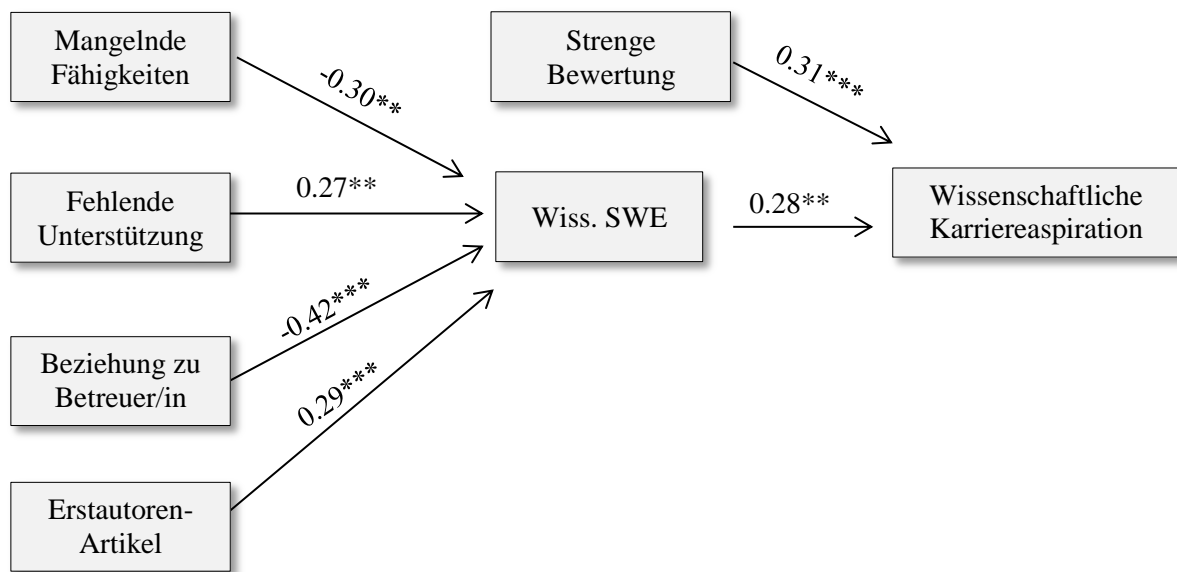 Mangelnde
Fähigkeiten
Strenge
Bewertung
-0.30**
0.31***
Fehlende
Unterstützung
0.27**
Wiss. SWE
0.28**
Wissenschaftliche
Karriereaspiration
-0.42***
Beziehung zu
Betreuer/in
0.29***
Erstautoren-
Artikel